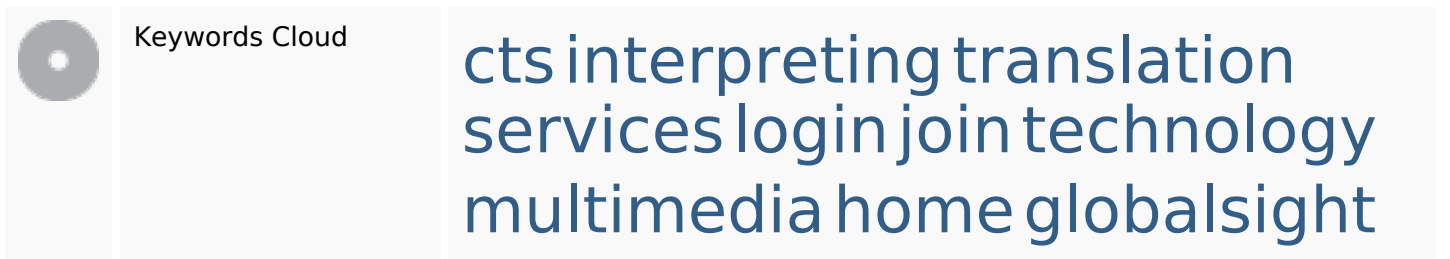 Keywords Cloud
cts interpreting translation
services login join technology
multimedia home globalsight